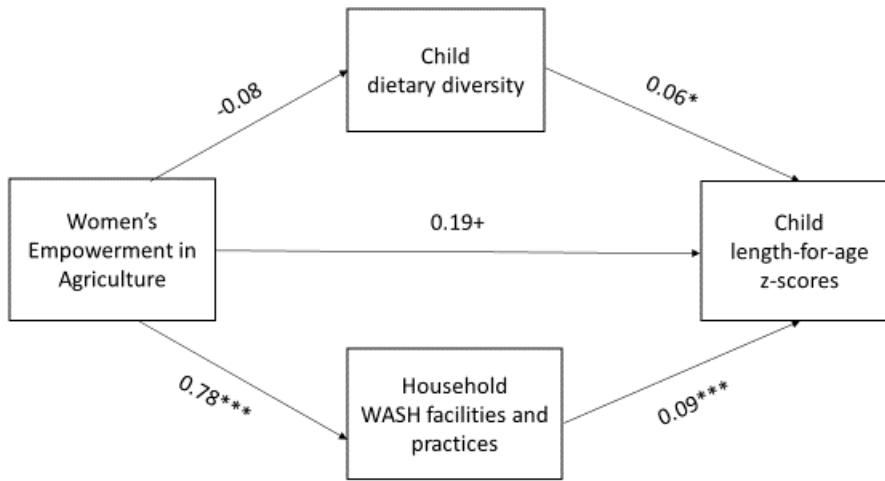 Child
dietary diversity
-0.08
0.06*
Women's
Empowerment in
Agriculture
0.19+
Child
length-for-age
z-scores
0.78***
Household
WASH facilities and
practices
0.09***